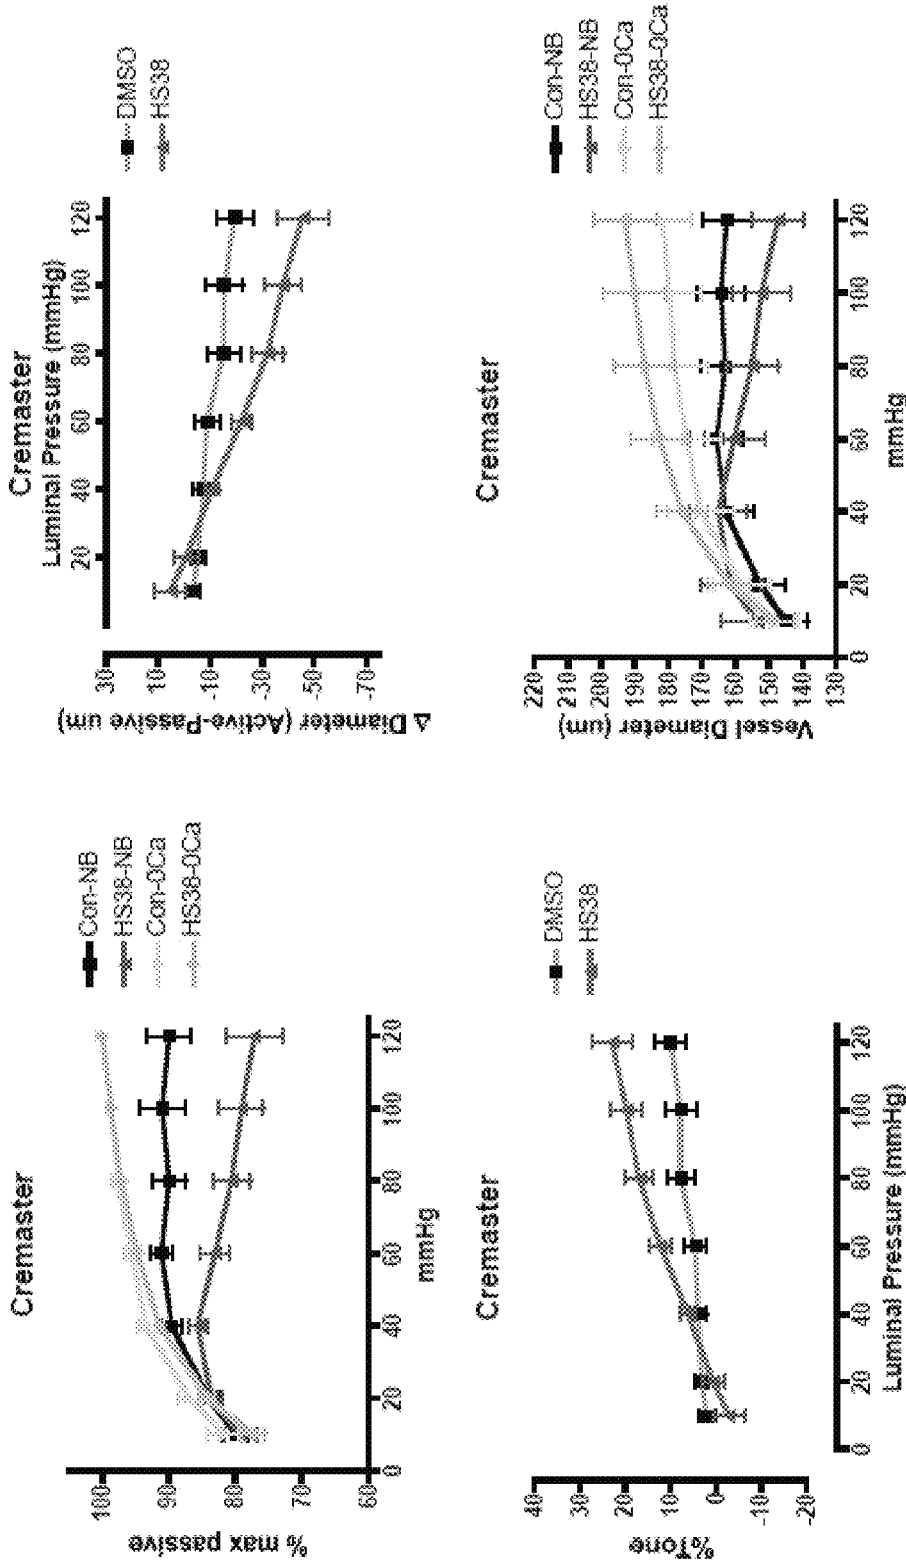 Cremaster
% max passive
100
90
80
70
60
0
20
40
60
80
100
120
mmHg
Con-NB
HS38-NB
Con-0Ca
HS38-0Ca
Cremaster
Luminal Pressure (mmHg)
20
40
60
80
100
120
Δ Diameter (Active-Passive um)
30
10
-10
-30
-50
-70
DMSO
HS38
Cremaster
%Tone
40
30
20
10
0
-10
-20
0
20
40
60
80
100
120
Luminal Pressure (mmHg)
DMSO
HS38
Cremaster
Vessel Diameter (um)
220
210
200
190
180
170
160
150
140
130
0
20
40
60
80
100
120
mmHg
Con-NB
HS38-NB
Con-0Ca
HS38-0Ca